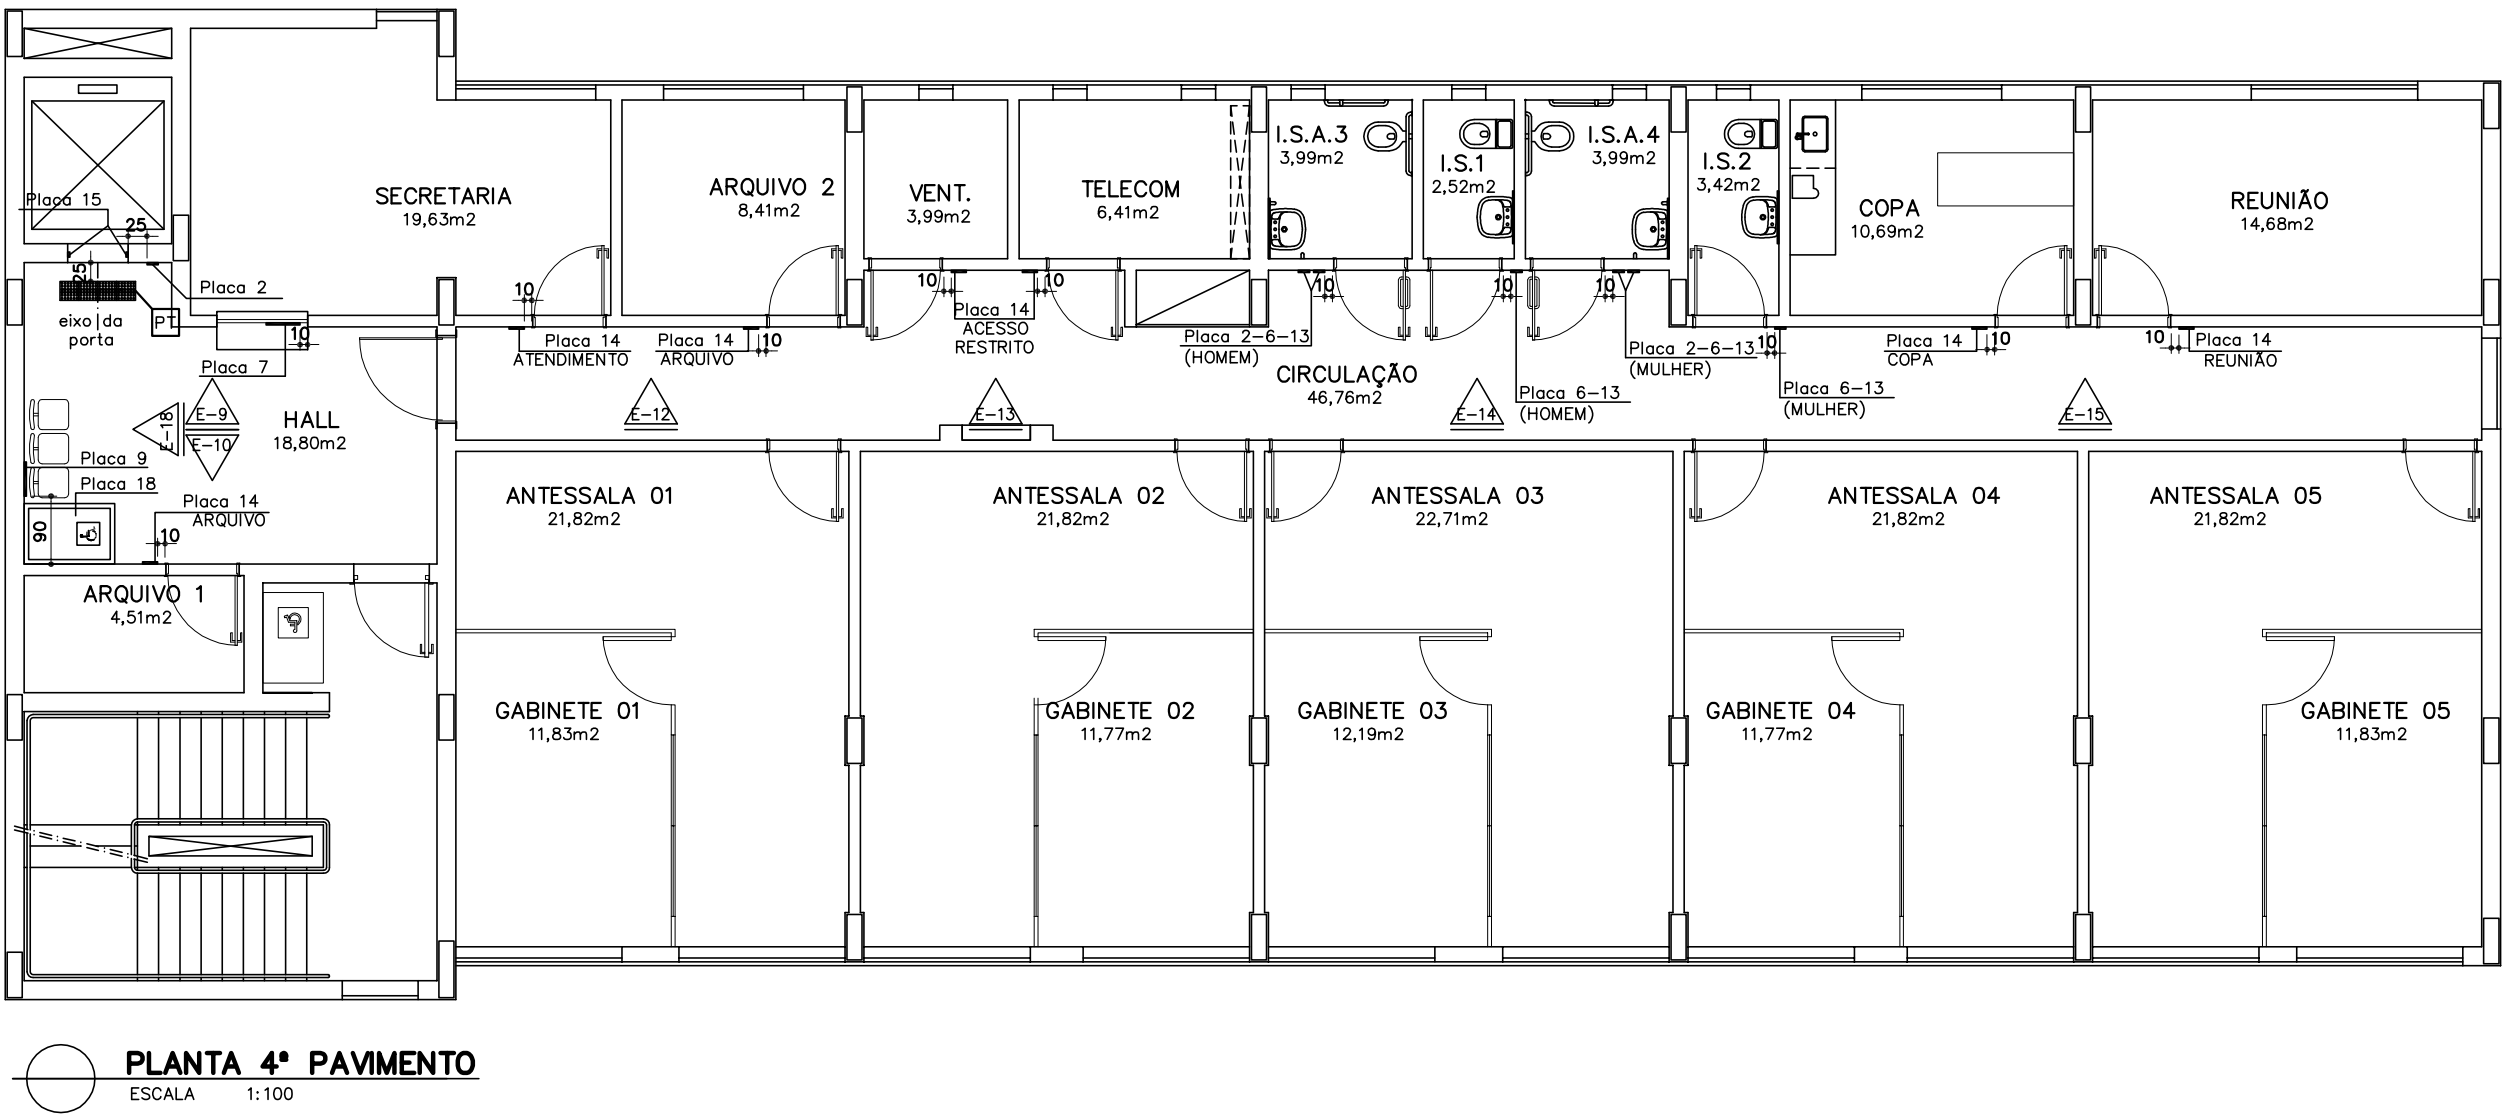 I.S.A.3
3,99m2
I.S.A.4
3,99m2
I.S.1
2,52m2
I.S.2
3,42m2
SECRETARIA
19,63m2
ARQUIVO 2
8,41m2
VENT.
3,99m2
TELECOM
6,41m2
COPA
10,69m2
REUNIÃO
14,68m2
Placa 15
25
25
Placa 2
eixo da
porta
PT
10
Placa 7
10
Placa 14
ATENDIMENTO
Placa 14
ARQUIVO
10
10
Placa 14
ACESSO
RESTRITO
10
Placa 2-6-13
(HOMEM)
10
10
Placa 6-13
(HOMEM)
10
Placa 2-6-13
(MULHER)
10
Placa 6-13
(MULHER)
Placa 14
COPA
10
10
Placa 14
REUNIÃO
CIRCULAÇÃO
46,76m2
E-18
E-9
E-10
E-12
E-13
E-14
E-15
HALL
18,80m2
Placa 9
Placa 18
Placa 14
ARQUIVO
90
10
ANTESSALA 01
21,82m2
ANTESSALA 02
21,82m2
ANTESSALA 03
22,71m2
ANTESSALA 04
21,82m2
ANTESSALA 05
21,82m2
ARQUIVO 1
4,51m2
GABINETE 01
11,83m2
GABINETE 02
11,77m2
GABINETE 03
12,19m2
GABINETE 04
11,77m2
GABINETE 05
11,83m2
PLANTA 4º PAVIMENTO
ESCALA 1:100